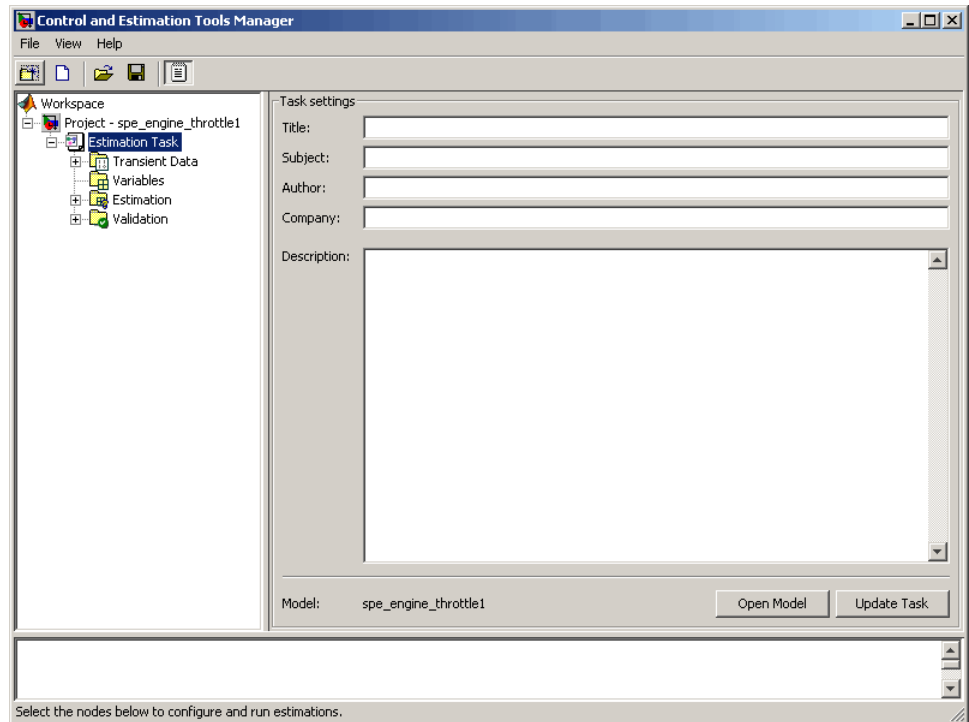 Control and Estimation Tools Manager
File View Help
Workspace
Project - spe_engine_throttle1
Estimation Task
Transient Data
Variables
Estimation
Validation
Task settings
Title:
Subject:
Author:
Company:
Description:
Model: spe_engine_throttle1
Open Model
Update Task
Select the nodes below to configure and run estimations.